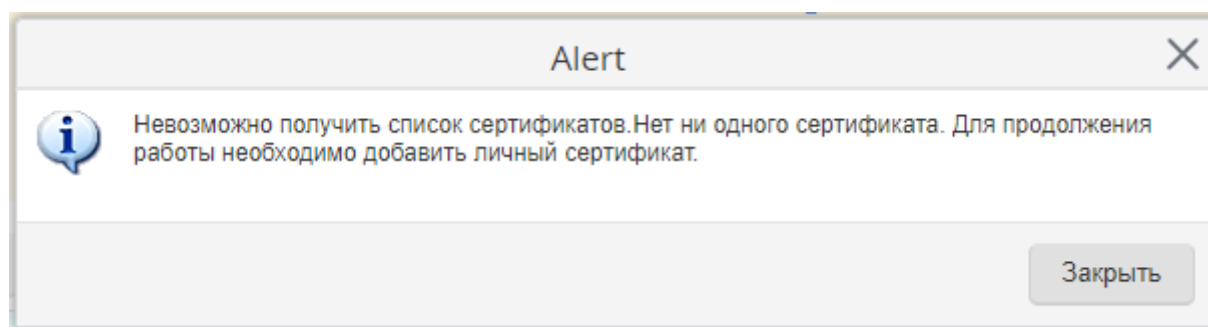 Alert
Невозможно получить список сертификатов.Нет ни одного сертификата. Для продолжения
работы необходимо добавить личный сертификат.
Закрыть